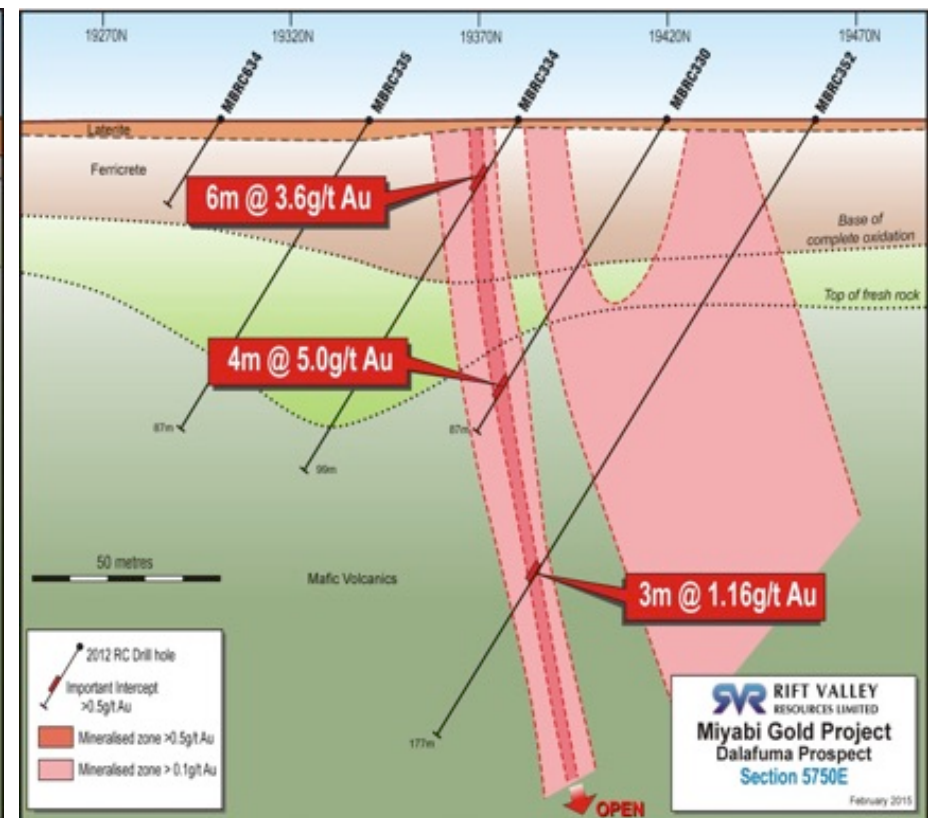 19270N
19320N
19370N
19420N
19470N
MBRC634
MBRC335
MBRC334
MBRC330
MBRC352
Laterite
Ferricrete
6m @ 3.6g/t Au
Base of
complete oxidation
Top of fresh rock
4m @ 5.0g/t Au
87m
87m
99m
50 metres
Mafic Volcanics
3m @ 1.16g/t Au
177m
2012 RC Drill hole
Important Intercept
>0.5g/t Au
Mineralised zone >0.5g/t Au
Mineralised zone > 0.1g/t Au
OPEN
RVR RIFT VALLEY
RESOURCES LIMITED
Miyabi Gold Project
Dalafuma Prospect
Section 5750E
February 2015